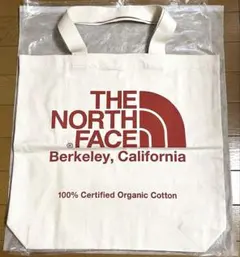 THE
NORTH
FACE
®
Berkeley, California
100% Certified Organic Cotton